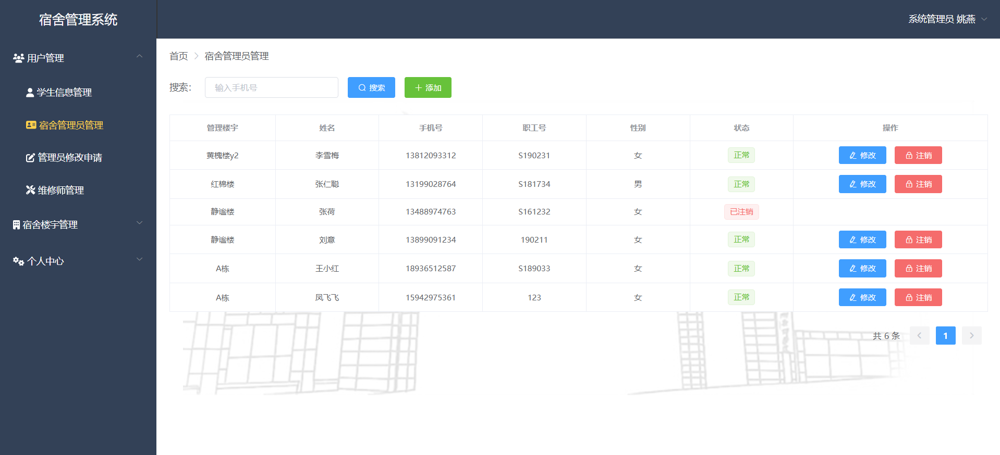 宿舍管理系统
系统管理员 姚燕
用户管理
学生信息管理
宿舍管理员管理
管理员修改申请
维修师管理
宿舍楼宇管理
个人中心
首页 > 宿舍管理员管理
搜索: 输入手机号 搜索 添加
管理楼宇 姓名 手机号 职工号 性别 状态 操作
黄槐楼y2 李雪梅 13812093312 S190231 女 正常 修改 注销
红棉楼 张仁聪 13199028764 S181734 男 正常 修改 注销
静谧楼 张荷 13488974763 S161232 女 已注销
静谧楼 刘意 13899091234 190211 女 正常 修改 注销
A栋 王小红 18936512587 S189033 女 正常 修改 注销
A栋 凤飞飞 15942975361 123 女 正常 修改 注销
共 6 条 < 1 >